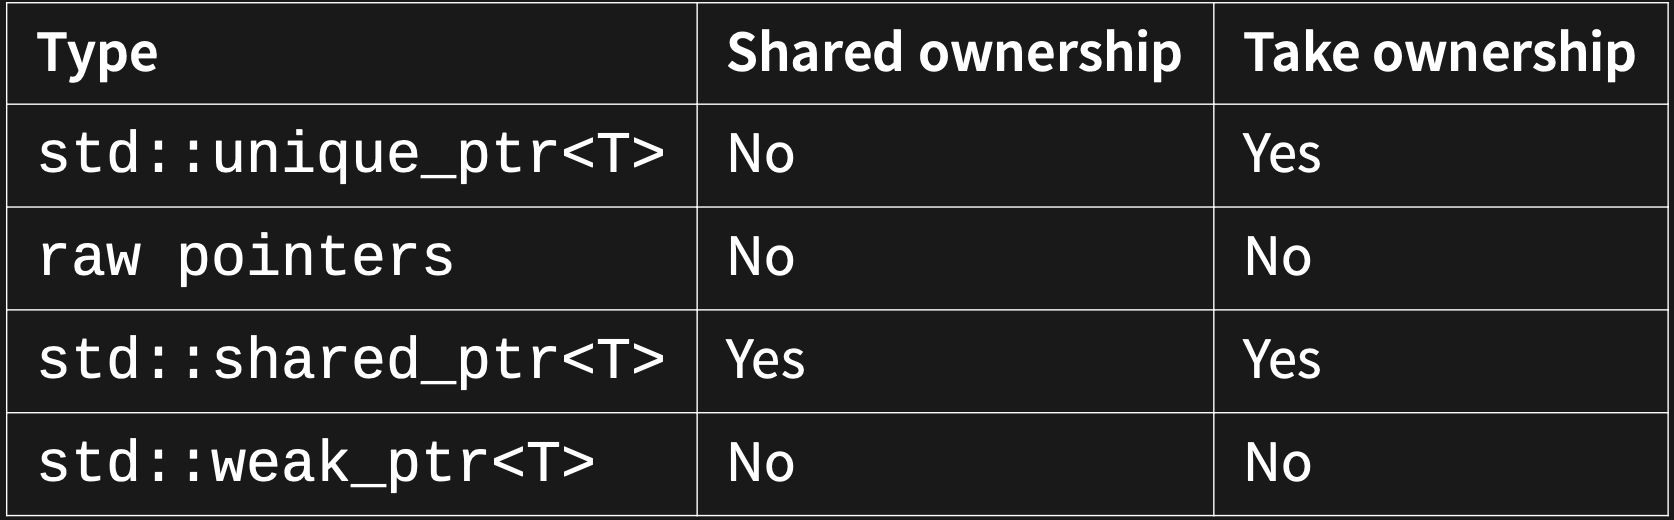 Type Shared ownership Take ownership
std::unique_ptr<T> No Yes
raw pointers No No
std::shared_ptr<T> Yes Yes
std::weak_ptr<T> No No